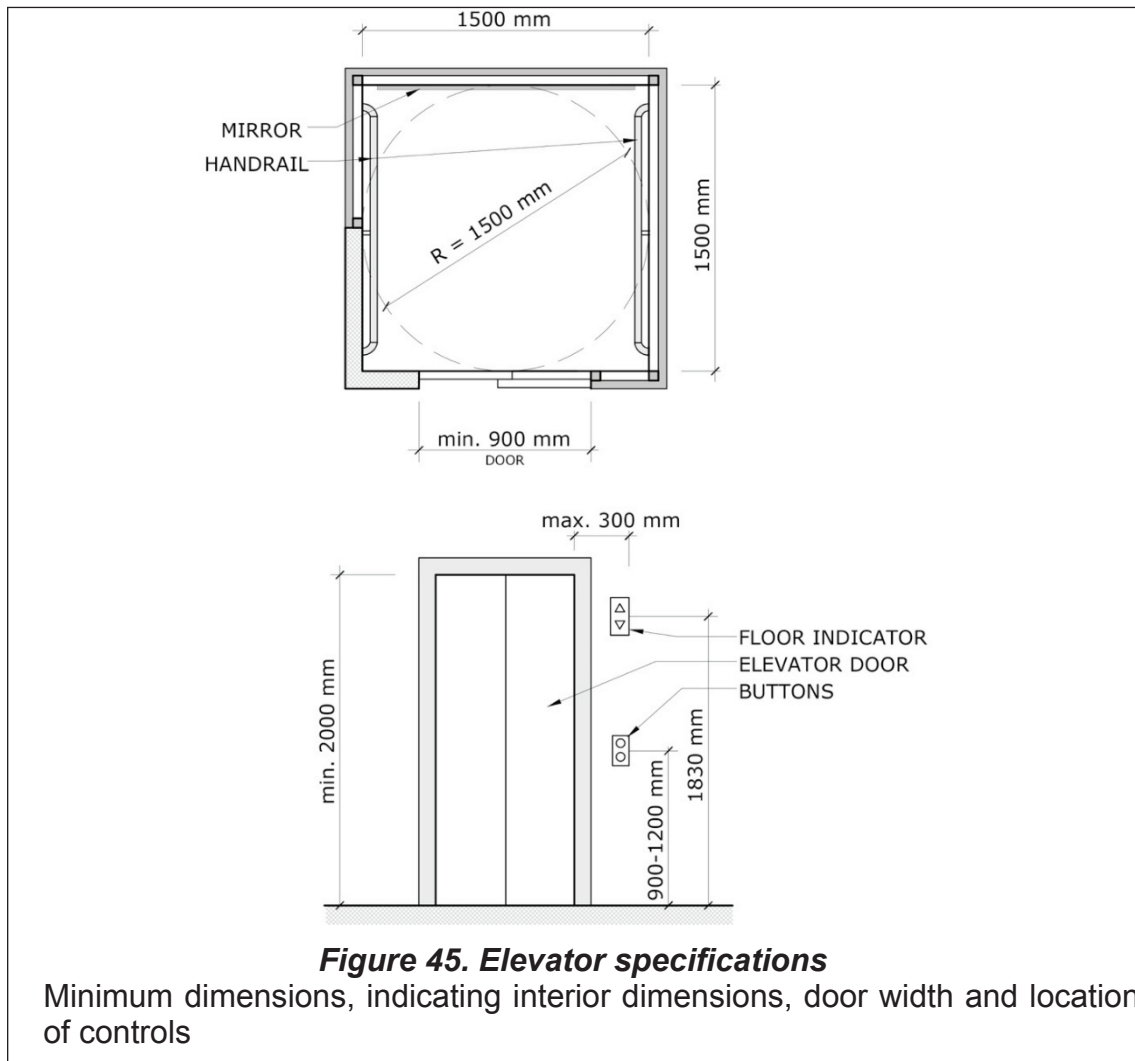 1500 mm
MIRROR
HANDRAIL
R = 1500 mm
1500 mm
min. 900 mm
DOOR
max. 300 mm
FLOOR INDICATOR
ELEVATOR DOOR
BUTTONS
min. 2000 mm
900-1200 mm
1830 mm
Figure 45. Elevator specifications
Minimum dimensions, indicating interior dimensions, door width and location
of controls